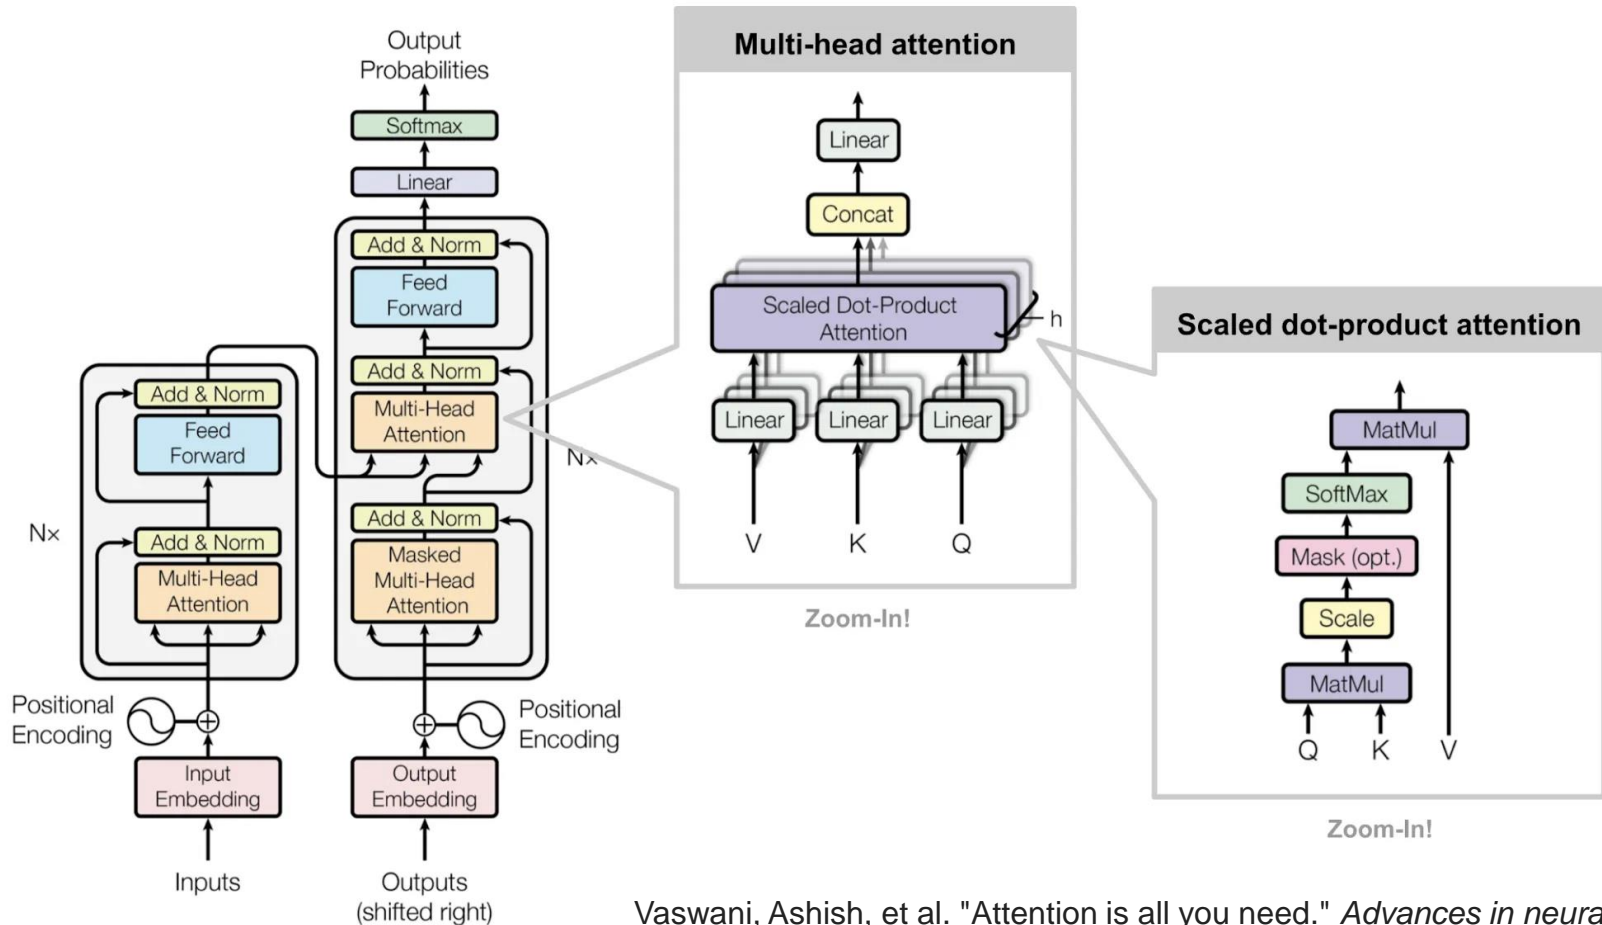 Output
Probabilities
Softmax
Linear
Add & Norm
Feed
Forward
Add & Norm
Multi-Head
Attention
Add & Norm
Masked
Multi-Head
Attention
N×
Add & Norm
Feed
Forward
Add & Norm
Multi-Head
Attention
N×
Positional
Encoding
Positional
Encoding
Input
Embedding
Output
Embedding
Inputs
Outputs
(shifted right)
Multi-head attention
Linear
Concat
Scaled Dot-Product
Attention
h
Linear
Linear
Linear
V
K
Q
Zoom-In!
Scaled dot-product attention
MatMul
SoftMax
Mask (opt.)
Scale
MatMul
Q
K
V
Zoom-In!
Vaswani, Ashish, et al. "Attention is all you need." Advances in neura